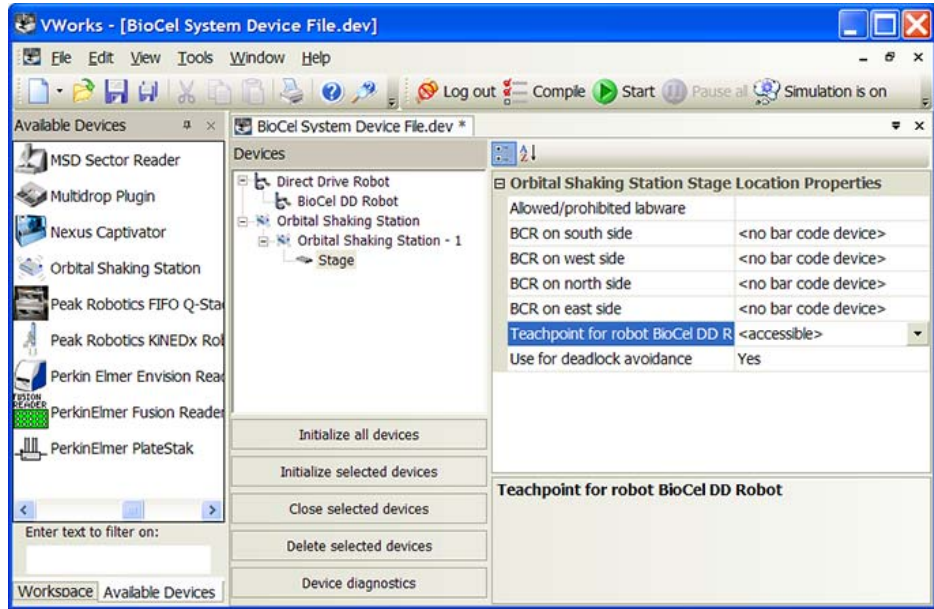 VWorks - [BioCel System Device File.dev]
File Edit View Tools Window Help
Log out Compile Start Pause all Simulation is on
Available Devices
BioCel System Device File.dev *
MSD Sector Reader
Multidrop Plugin
Nexus Captivator
Orbital Shaking Station
Peak Robotics FIFO Q-Sta
Peak Robotics KiNEDx Rol
Perkin Elmer Envision Read
FUSION READER
PerkinElmer Fusion Reader
PerkinElmer PlateStak
Enter text to filter on:
Workspace Available Devices
Devices
Direct Drive Robot
BioCel DD Robot
Orbital Shaking Station
Orbital Shaking Station - 1
Stage
Initialize all devices
Initialize selected devices
Close selected devices
Delete selected devices
Device diagnostics
Orbital Shaking Station Stage Location Properties
Allowed/prohibited labware
BCR on south side <no bar code device>
BCR on west side <no bar code device>
BCR on north side <no bar code device>
BCR on east side <no bar code device>
Teachpoint for robot BioCel DD R <accessible>
Use for deadlock avoidance Yes
Teachpoint for robot BioCel DD Robot